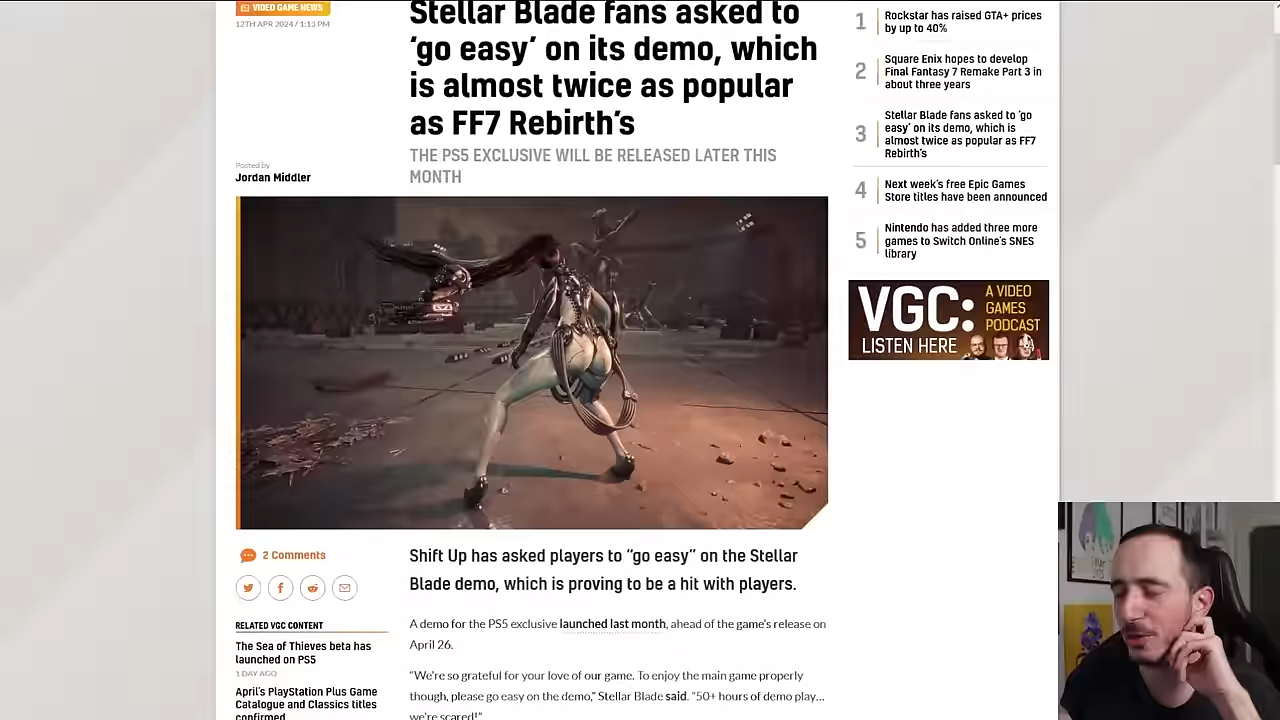 VIDEO GAME NEWS
12TH APR 2024 / 1:13 PM
Stellar Blade fans asked to
‘go easy’ on its demo, which
is almost twice as popular
as FF7 Rebirth’s
THE PS5 EXCLUSIVE WILL BE RELEASED LATER THIS
MONTH
Posted by
Jordan Middler
2 Comments
RELATED VGC CONTENT
The Sea of Thieves beta has
launched on PS5
1 DAY AGO
April’s PlayStation Plus Game
Catalogue and Classics titles
confirmed
Shift Up has asked players to “go easy” on the Stellar
Blade demo, which is proving to be a hit with players.
A demo for the PS5 exclusive launched last month, ahead of the game’s release on
April 26.
“We’re so grateful for your love of our game. To enjoy the main game properly
though, please go easy on the demo,” Stellar Blade said. “50+ hours of demo play…
we’re scared!”
1 Rockstar has raised GTA+ prices
by up to 40%
2 Square Enix hopes to develop
Final Fantasy 7 Remake Part 3 in
about three years
3 Stellar Blade fans asked to ‘go
easy’ on its demo, which is
almost twice as popular as FF7
Rebirth’s
4 Next week’s free Epic Games
Store titles have been announced
5 Nintendo has added three more
games to Switch Online’s SNES
library
VGC:
A VIDEO
GAMES
PODCAST
LISTEN HERE